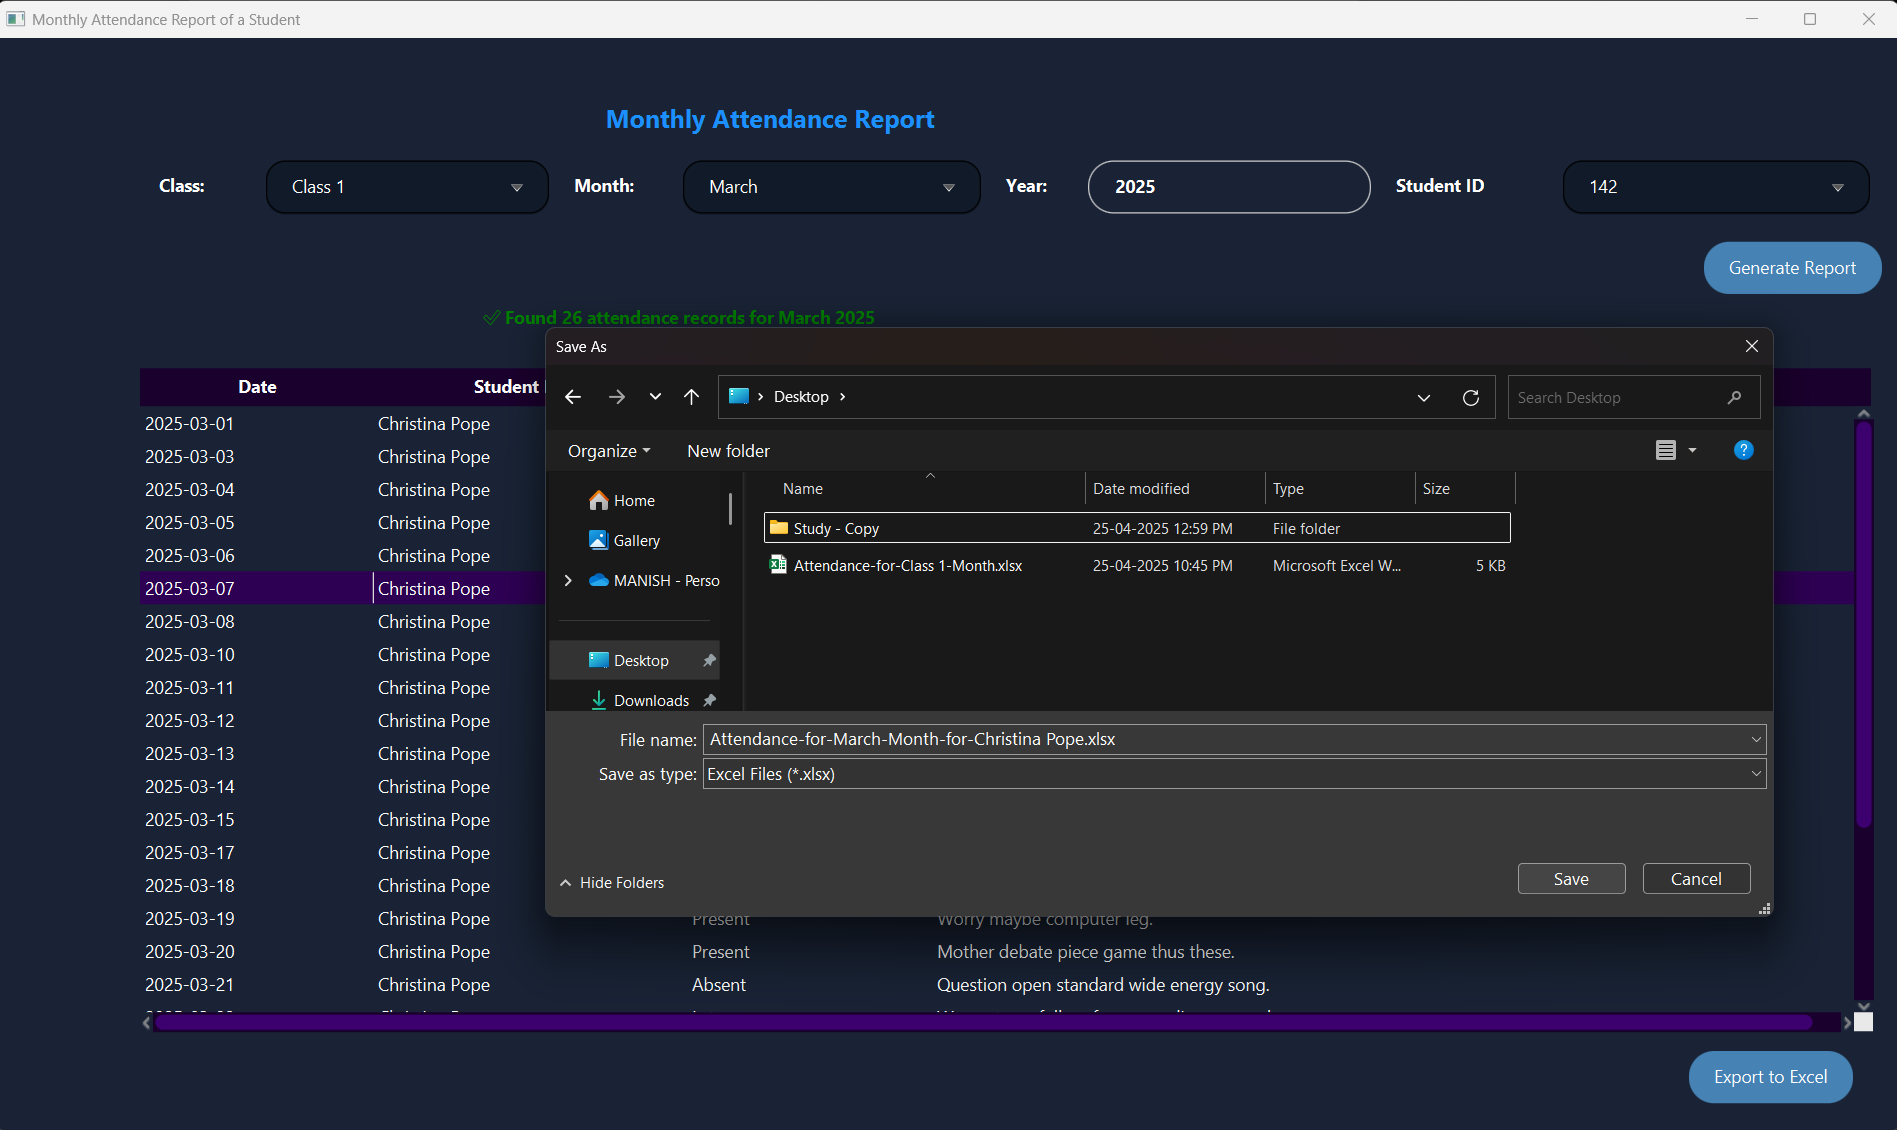 Monthly Attendance Report of a Student
Monthly Attendance Report
Class: Class 1 Month: March Year: 2025 Student ID 142
Generate Report
✅ Found 26 attendance records for March 2025
Date Student
2025-03-01 Christina Pope
2025-03-03 Christina Pope
2025-03-04 Christina Pope
2025-03-05 Christina Pope
2025-03-06 Christina Pope
2025-03-07 Christina Pope
2025-03-08 Christina Pope
2025-03-10 Christina Pope
2025-03-11 Christina Pope
2025-03-12 Christina Pope
2025-03-13 Christina Pope
2025-03-14 Christina Pope
2025-03-15 Christina Pope
2025-03-17 Christina Pope
2025-03-18 Christina Pope
2025-03-19 Christina Pope Present Worry maybe computer leg.
2025-03-20 Christina Pope Present Mother debate piece game thus these.
2025-03-21 Christina Pope Absent Question open standard wide energy song.
Save As
Desktop
Search Desktop
Organize New folder
Home
Gallery
MANISH - Perso
Desktop
Downloads
Name Date modified Type Size
Study - Copy 25-04-2025 12:59 PM File folder
Attendance-for-Class 1-Month.xlsx 25-04-2025 10:45 PM Microsoft Excel W... 5 KB
File name: Attendance-for-March-Month-for-Christina Pope.xlsx
Save as type: Excel Files (*.xlsx)
Hide Folders
Save Cancel
Export to Excel